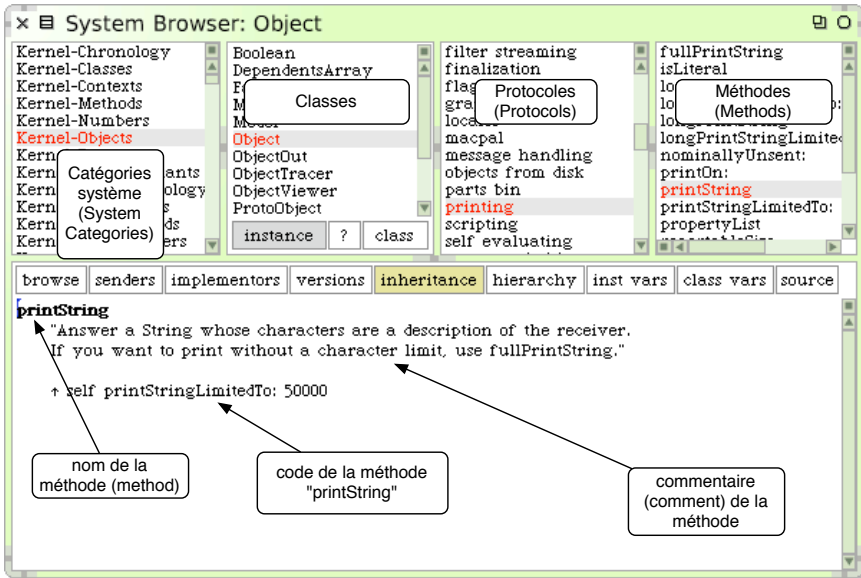 System Browser: Object
Kernel-Chronology
Kernel-Classes
Kernel-Contexts
Kernel-Methods
Kernel-Numbers
Kernel-Objects
Catégories
système
(System
Categories)
Boolean
DependentsArray
Classes
Object
ObjectOut
ObjectTracer
ObjectViewer
ProtoObject
instance ? class
filter streaming
finalization
Protocoles
(Protocols)
macpal
message handling
objects from disk
parts bin
printing
scripting
self evaluating
fullPrintString
isLiteral
Méthodes
(Methods)
longPrintStringLimited
nominallyUnsent:
printOn:
printString
printStringLimitedTo:
propertyList
browse senders implementors versions inheritance hierarchy inst vars class vars source
printString
"Answer a String whose characters are a description of the receiver.
If you want to print without a character limit, use fullPrintString."
↑ self printStringLimitedTo: 50000
nom de la
méthode (method)
code de la méthode
"printString"
commentaire
(comment) de la
méthode